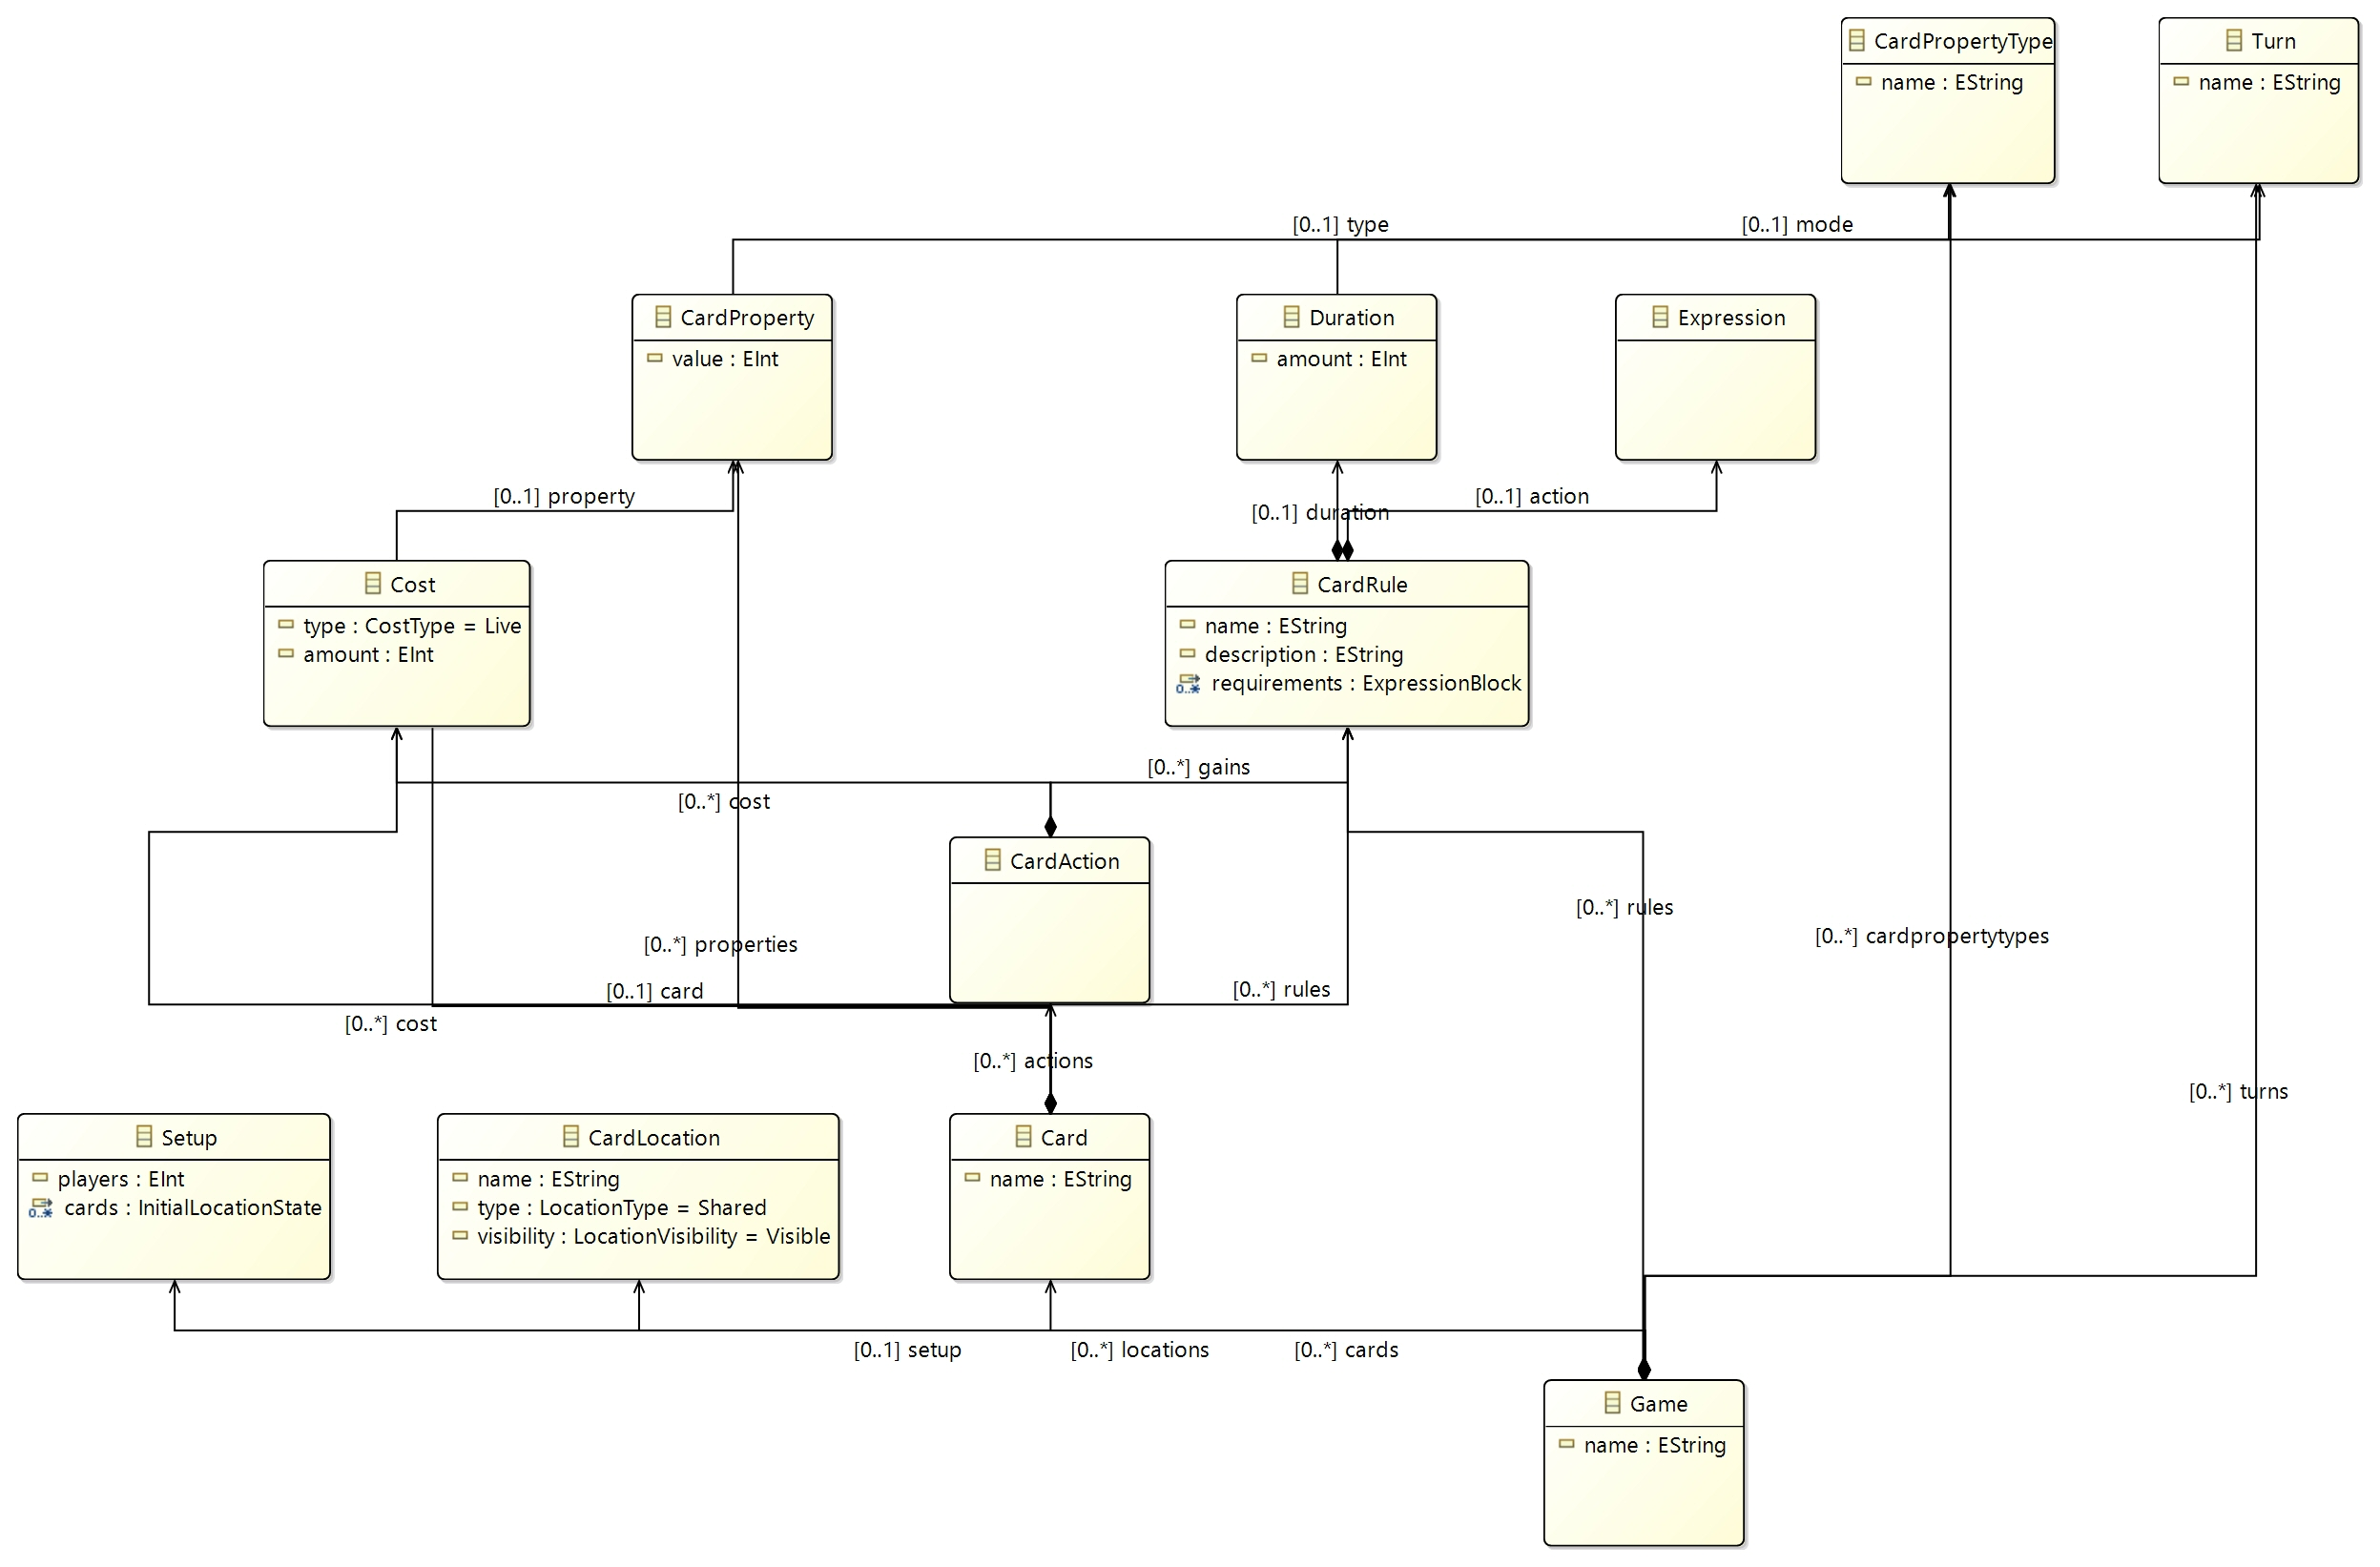 CardPropertyType
name : EString
Turn
name : EString
[0..1] type
[0..1] mode
CardProperty
value : EInt
Duration
amount : EInt
Expression
[0..1] property
[0..1] duration
[0..1] action
Cost
type : CostType = Live
amount : EInt
CardRule
name : EString
description : EString
0..* requirements : ExpressionBlock
[0..*] gains
[0..*] cost
CardAction
[0..*] rules
[0..*] cardpropertytypes
[0..*] properties
[0..1] card
[0..*] rules
[0..*] cost
[0..*] actions
[0..*] turns
Setup
players : EInt
0..* cards : InitialLocationState
CardLocation
name : EString
type : LocationType = Shared
visibility : LocationVisibility = Visible
Card
name : EString
[0..1] setup
[0..*] locations
[0..*] cards
Game
name : EString